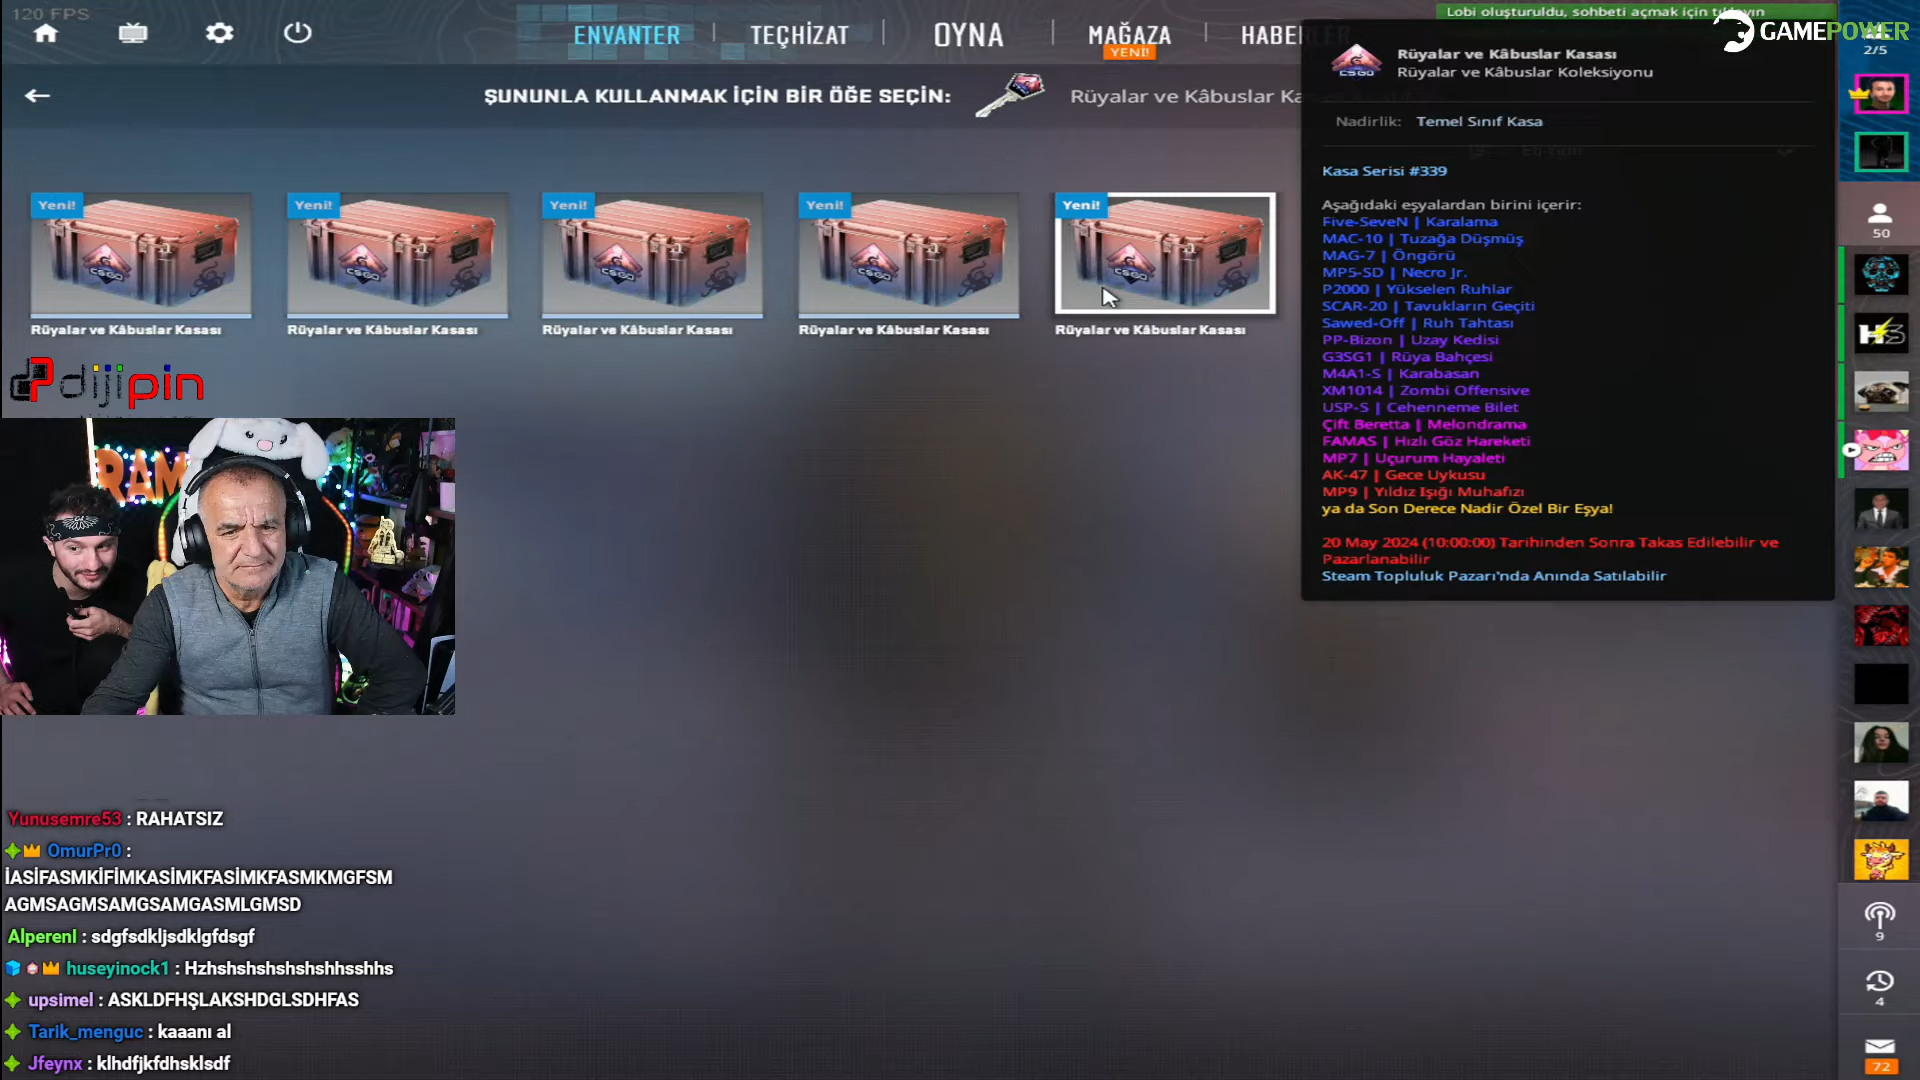 120 FPS
ENVANTER
TEÇHİZAT
OYNA
MAĞAZA
YENİ!
Lobi oluşturuldu, sohbeti açmak için tıklayın
GAMEPOWER
2/5
ŞUNUNLA KULLANMAK İÇİN BİR ÖĞE SEÇİN:
Rüyalar ve Kâbuslar
Rüyalar ve Kâbuslar Kasası
Rüyalar ve Kâbuslar Koleksiyonu
Nadirlik: Temel Sınıf Kasa
Kasa Serisi #339
Aşağıdaki eşyalardan birini içerir:
Five-SeveN | Karalama
MAC-10 | Tuzağa Düşmüş
MAG-7 | Öngörü
MP5-SD | Necro Jr.
P2000 | Yükselen Ruhlar
SCAR-20 | Tavukların Geçiti
Sawed-Off | Ruh Tahtası
PP-Bizon | Uzay Kedisi
G3SG1 | Rüya Bahçesi
M4A1-S | Karabasan
XM1014 | Zombi Offensive
USP-S | Cehenneme Bilet
Çift Beretta | Melondrama
FAMAS | Hızlı Göz Hareketi
MP7 | Uçurum Hayaleti
AK-47 | Gece Uykusu
MP9 | Yıldız Işığı Muhafızı
ya da Son Derece Nadir Özel Bir Eşya!
20 May 2024 (10:00:00) Tarihinden Sonra Takas Edilebilir ve
Pazarlanabilir
Steam Topluluk Pazarı'nda Anında Satılabilir
Yeni!
Yeni!
Yeni!
Yeni!
Yeni!
CSGO
CSGO
CSGO
CSGO
CSGO
CSGO
Rüyalar ve Kâbuslar Kasası
Rüyalar ve Kâbuslar Kasası
Rüyalar ve Kâbuslar Kasası
Rüyalar ve Kâbuslar Kasası
Rüyalar ve Kâbuslar Kasası
dijipin
RAM
50
HS
Yunusemre53 : RAHATSIZ
OmurPr0 :
İASİFASMKİFİMKASİMKFASİMKFASMKMGFSM
AGMSAGMSAMGSAMGASMLGMSD
Alperenl : sdgfsdkljsdklgfdsgf
huseyinock1 : Hzhshshshshshshhsshhs
upsimel : ASKLDFHŞLAKSHDGLSDHFAS
Tarik_menguc : kaaanı al
Jfeynx : klhdfjkfdhsklsdf
9
4
72